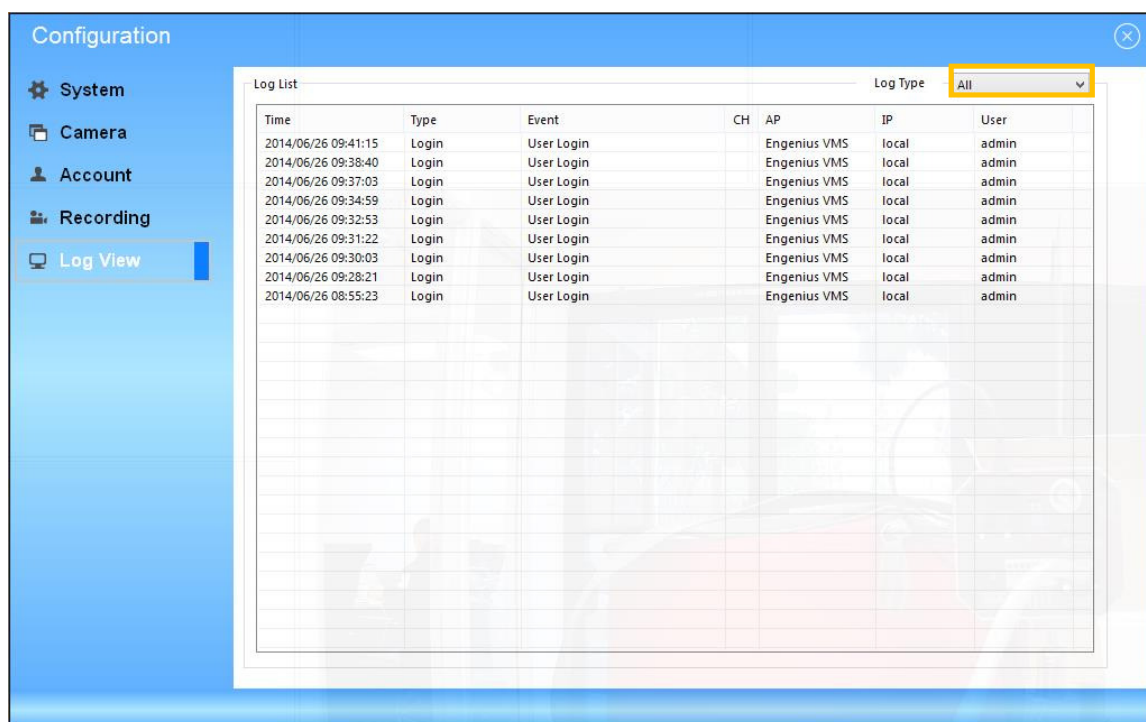 Configuration
System
Camera
Account
Recording
Log View
Log List Log Type All
Time Type Event CH AP IP User
2014/06/26 09:41:15 Login User Login Engenius VMS local admin
2014/06/26 09:38:40 Login User Login Engenius VMS local admin
2014/06/26 09:37:03 Login User Login Engenius VMS local admin
2014/06/26 09:34:59 Login User Login Engenius VMS local admin
2014/06/26 09:32:53 Login User Login Engenius VMS local admin
2014/06/26 09:31:22 Login User Login Engenius VMS local admin
2014/06/26 09:30:03 Login User Login Engenius VMS local admin
2014/06/26 09:28:21 Login User Login Engenius VMS local admin
2014/06/26 08:55:23 Login User Login Engenius VMS local admin